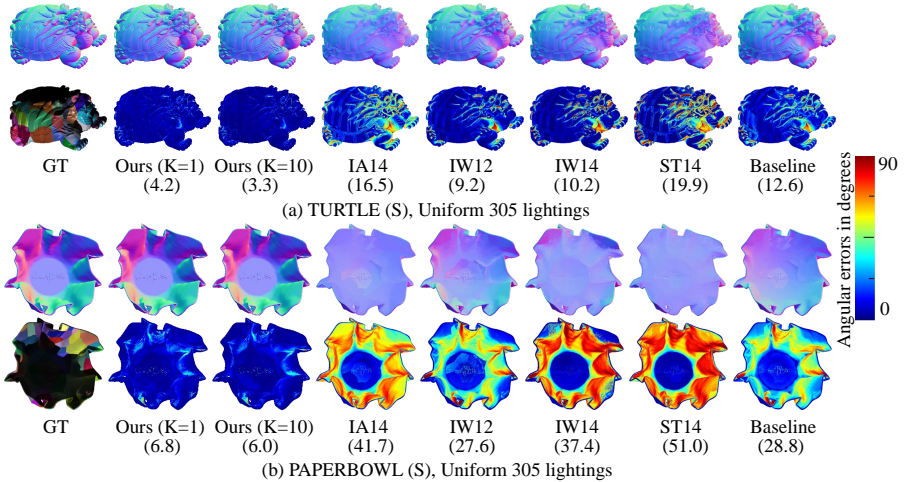 GT Ours (K=1) Ours (K=10) IA14 IW12 IW14 ST14 Baseline
(4.2) (3.3) (16.5) (9.2) (10.2) (19.9) (12.6)
(a) TURTLE (S), Uniform 305 lightings
GT Ours (K=1) Ours (K=10) IA14 IW12 IW14 ST14 Baseline
(6.8) (6.0) (41.7) (27.6) (37.4) (51.0) (28.8)
(b) PAPERBOWL (S), Uniform 305 lightings
Angular errors in degrees
90
0